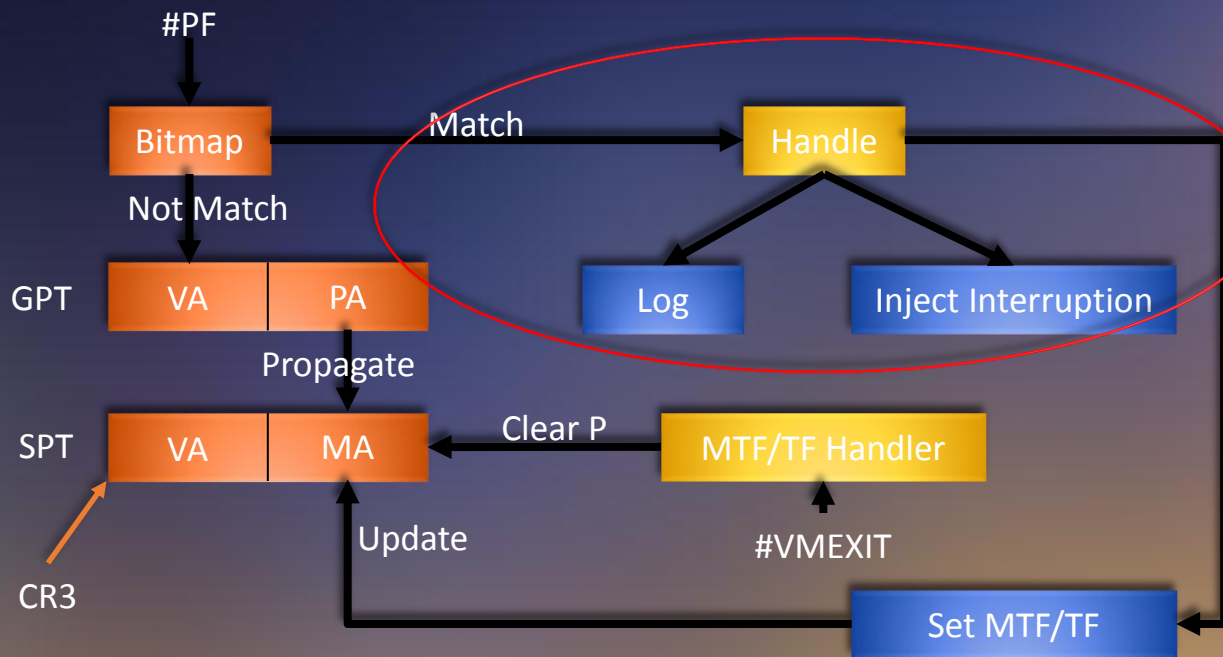 #PF
Bitmap
Match
Handle
Not Match
GPT
VA
PA
Log
Inject Interruption
Propagate
SPT
VA
MA
Clear P
MTF/TF Handler
Update
#VMEXIT
CR3
Set MTF/TF